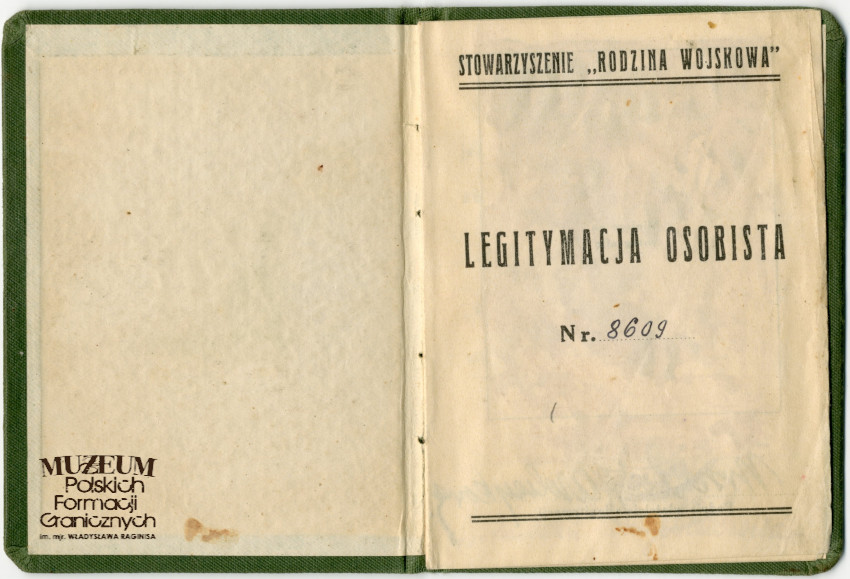 MUZEUM
Polskich
Formacji
Granicznych
im. mjr. WŁADYSŁAWA RAGINISA
STOWARZYSZENIE „RODZINA WOJSKOWA”
LEGITYMACJA OSOBISTA
Nr. 8609